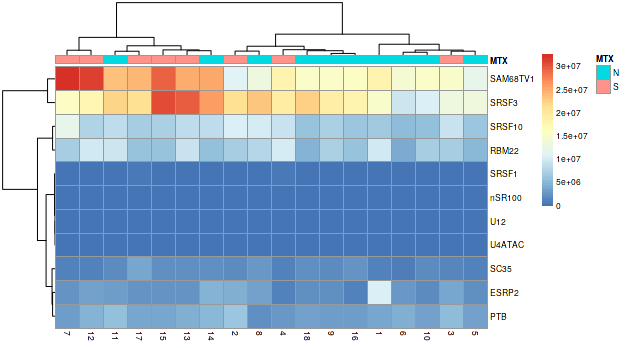 MTX
SAM68TV1
SRSF3
SRSF10
RBM22
SRSF1
nSR100
U12
U4ATAC
SC35
ESRP2
PTB
7 12 11 17 15 13 14 2 8 4 18 9 16 1 6 10 3 5
3e+07
2.5e+07
2e+07
1.5e+07
1e+07
5e+06
0
MTX
N
S